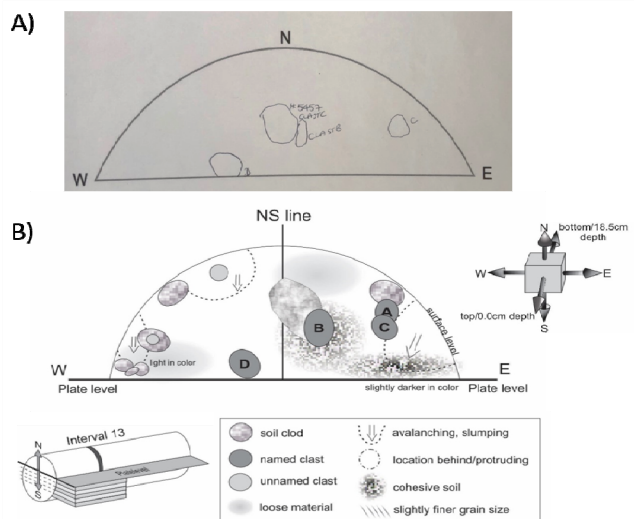 A)
N
C
B
W
E
B)
NS line
N
bottom/18.5cm
depth
W
E
top/0.0cm depth
S
A
B
C
D
surface level
light in color
W
E
Plate level
slightly darker in color
Plate level
Interval 13
N
S
soil clod
named clast
unnamed clast
loose material
avalanching, slumping
location behind/protruding
cohesive soil
slightly finer grain size